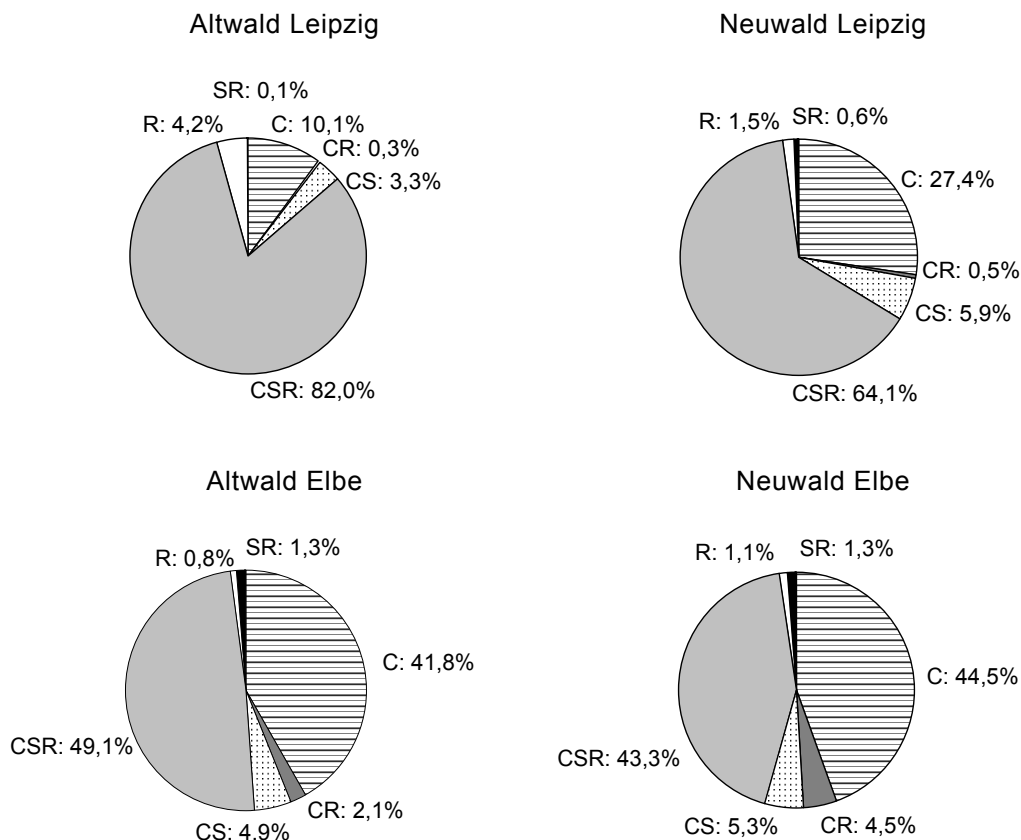 Altwald Leipzig
SR: 0,1%
R: 4,2%
C: 10,1%
CR: 0,3%
CS: 3,3%
CSR: 82,0%
Neuwald Leipzig
R: 1,5%
SR: 0,6%
C: 27,4%
CR: 0,5%
CS: 5,9%
CSR: 64,1%
Altwald Elbe
R: 0,8%
SR: 1,3%
C: 41,8%
CSR: 49,1%
CR: 2,1%
CS: 4,9%
Neuwald Elbe
R: 1,1%
SR: 1,3%
C: 44,5%
CSR: 43,3%
CS: 5,3%
CR: 4,5%